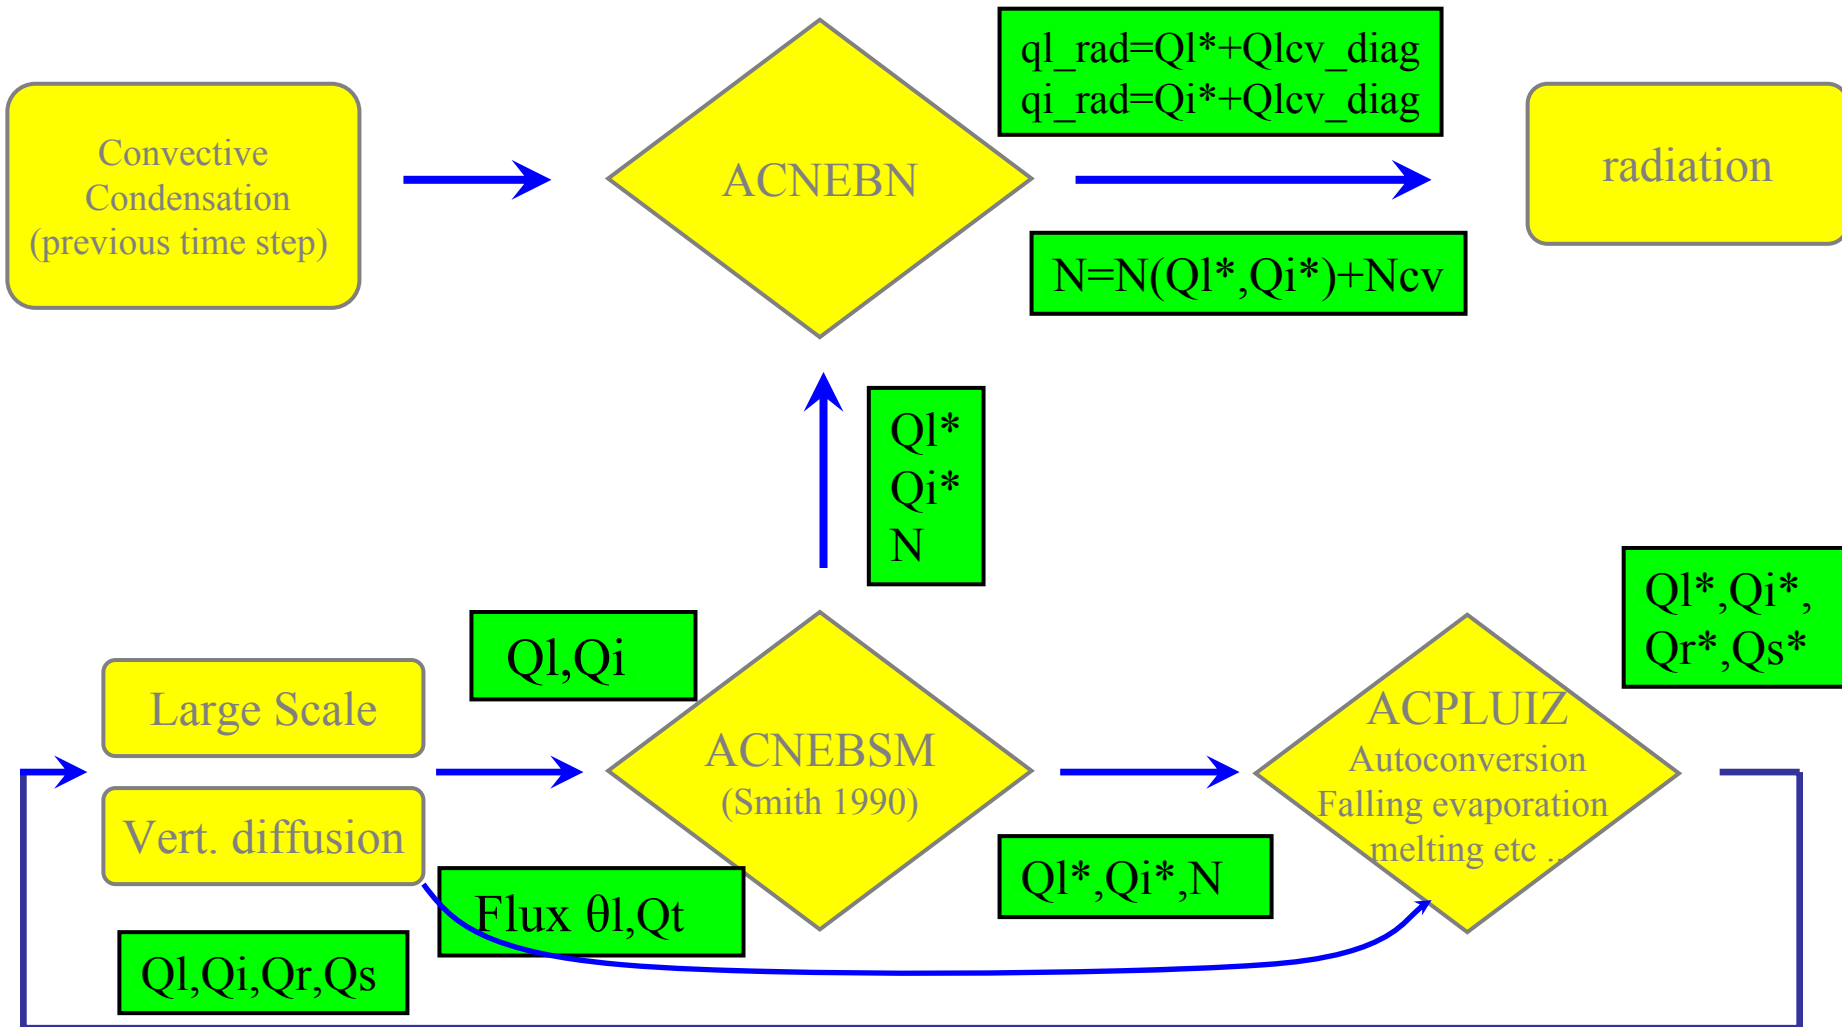 Convective
Condensation
(previous time step)
ACNEBN
ql_rad=Ql*+Qlcv_diag
qi_rad=Qi*+Qlcv_diag
N=N(Ql*,Qi*)+Ncv
radiation
Ql*
Qi*
N
Large Scale
Vert. diffusion
Ql,Qi
ACNEBSM
(Smith 1990)
Flux θl,Qt
Ql,Qi,Qr,Qs
Ql*,Qi*,N
ACPLUIZ
Autoconversion
Falling evaporation
melting etc ..
Ql*,Qi*,
Qr*,Qs*